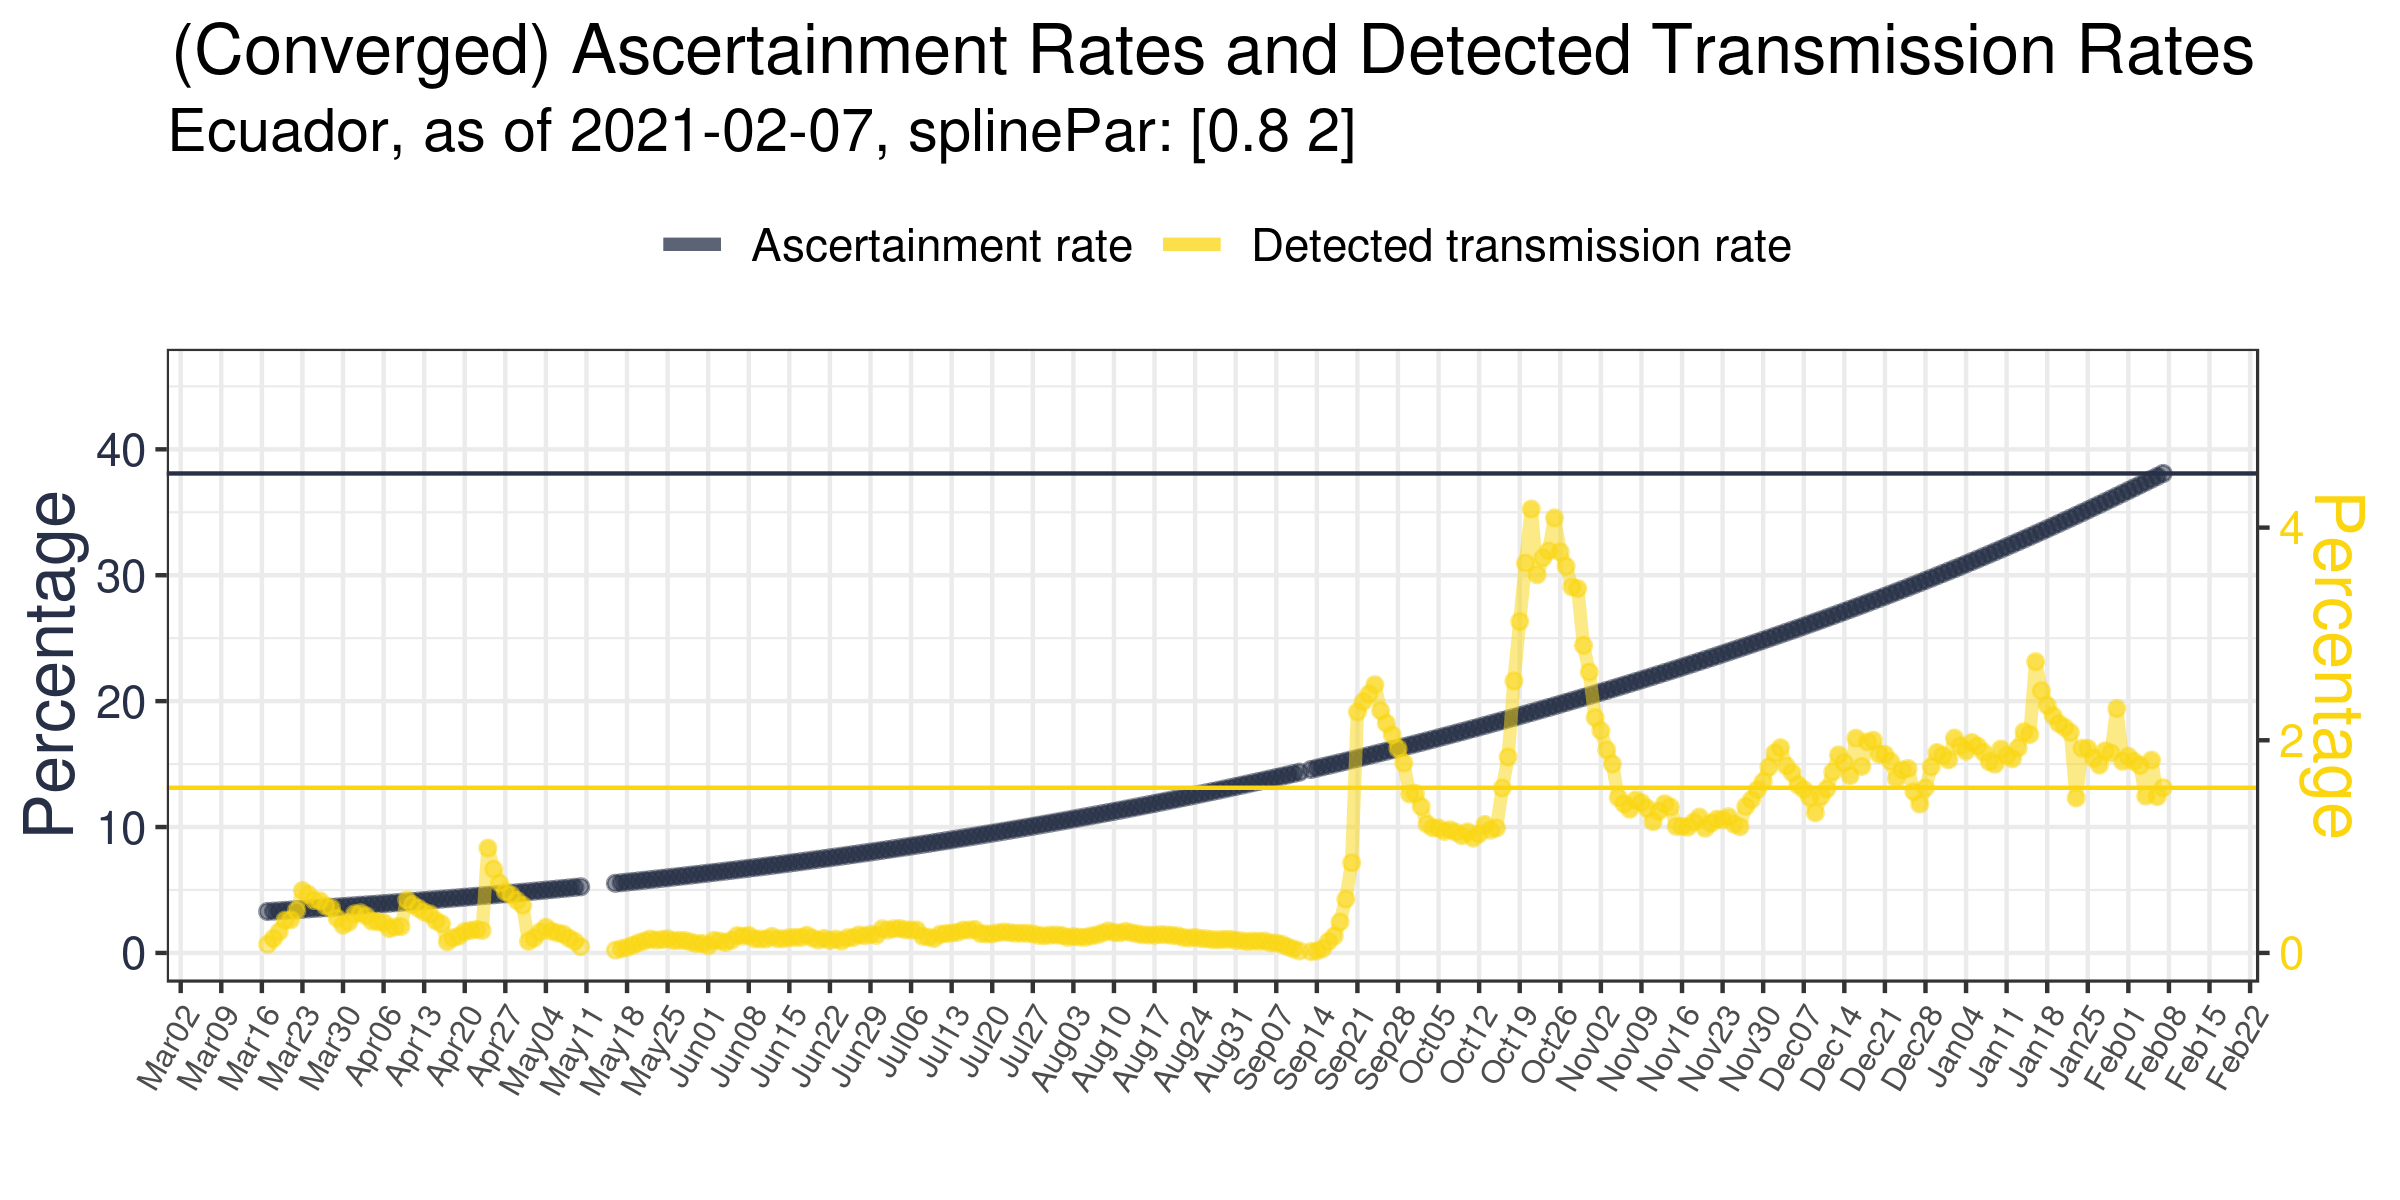 (Converged) Ascertainment Rates and Detected Transmission Rates
Ecuador, as of 2021-02-07, splinePar: [0.8 2]
Ascertainment rate Detected transmission rate
Percentage
40
30
20
10
0
4
2
0
Percentage
Mar02 Mar09 Mar16 Mar23 Mar30 Apr06 Apr13 Apr20 Apr27 May04 May11 May18 May25 Jun01 Jun08 Jun15 Jun22 Jun29 Jul06 Jul13 Jul20 Jul27 Aug03 Aug10 Aug17 Aug24 Aug31 Sep07 Sep14 Sep21 Sep28 Oct05 Oct12 Oct19 Oct26 Nov02 Nov09 Nov16 Nov23 Nov30 Dec07 Dec14 Dec21 Dec28 Jan04 Jan11 Jan18 Jan25 Feb01 Feb08 Feb15 Feb22